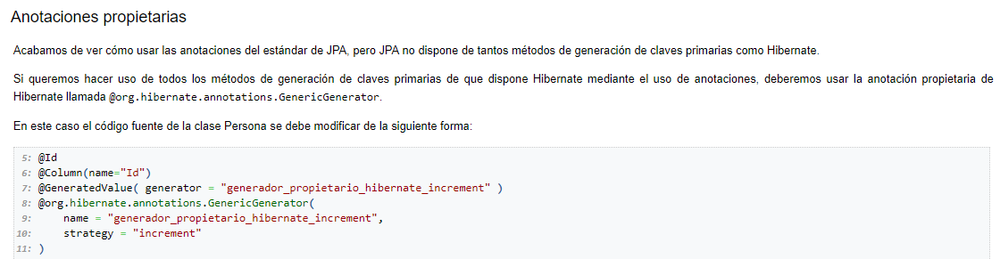 Anotaciones propietarias
Acabamos de ver cómo usar las anotaciones del estándar de JPA, pero JPA no dispone de tantos métodos de generación de claves primarias como Hibernate.
Si queremos hacer uso de todos los métodos de generación de claves primarias de que dispone Hibernate mediante el uso de anotaciones, deberemos usar la anotación propietaria de
Hibernate llamada @org.hibernate.annotations.GenericGenerator.
En este caso el código fuente de la clase Persona se debe modificar de la siguiente forma:
5: @Id
6: @Column(name="Id")
7: @GeneratedValue( generator = "generador_propietario_hibernate_increment" )
8: @org.hibernate.annotations.GenericGenerator(
9:     name = "generador_propietario_hibernate_increment",
10:     strategy = "increment"
11: )